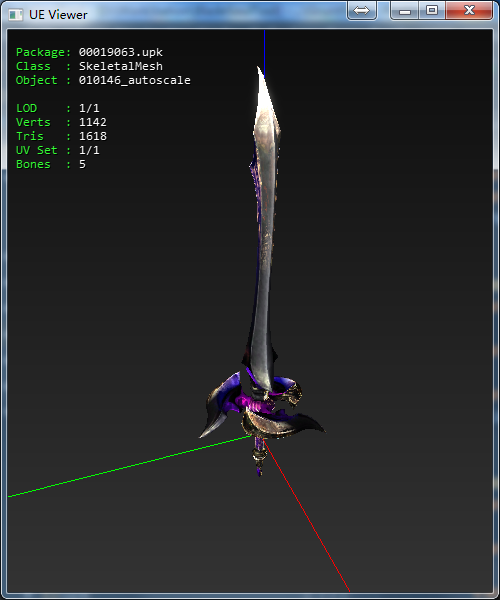 UE Viewer
Package: 00019063.upk
Class  : SkeletalMesh
Object : 010146_autoscale
LOD    : 1/1
Verts  : 1142
Tris   : 1618
UV Set : 1/1
Bones  : 5